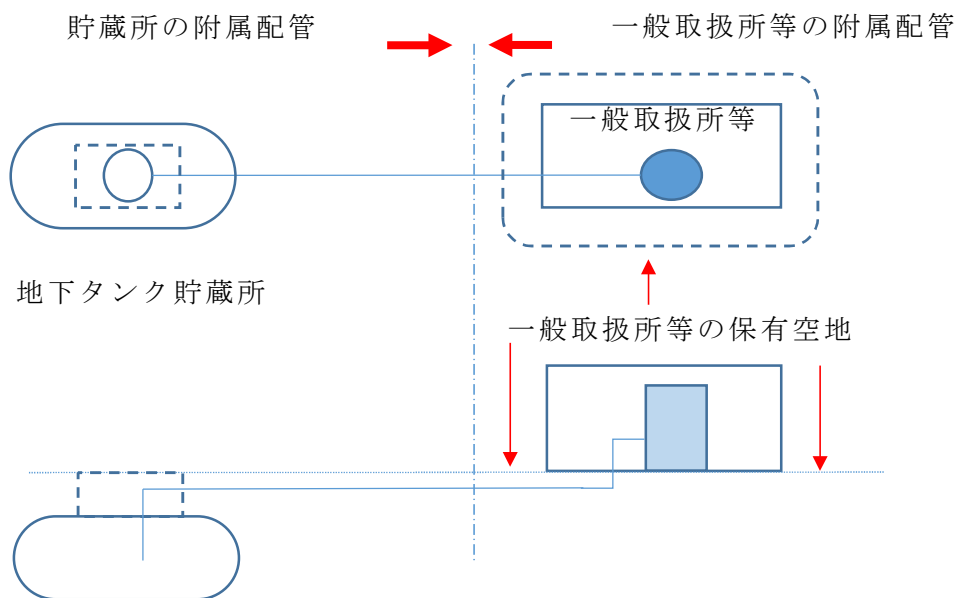 貯蔵所の附属配管
一般取扱所等の附属配管
一般取扱所等
地下タンク貯蔵所
一般取扱所等の保有空地